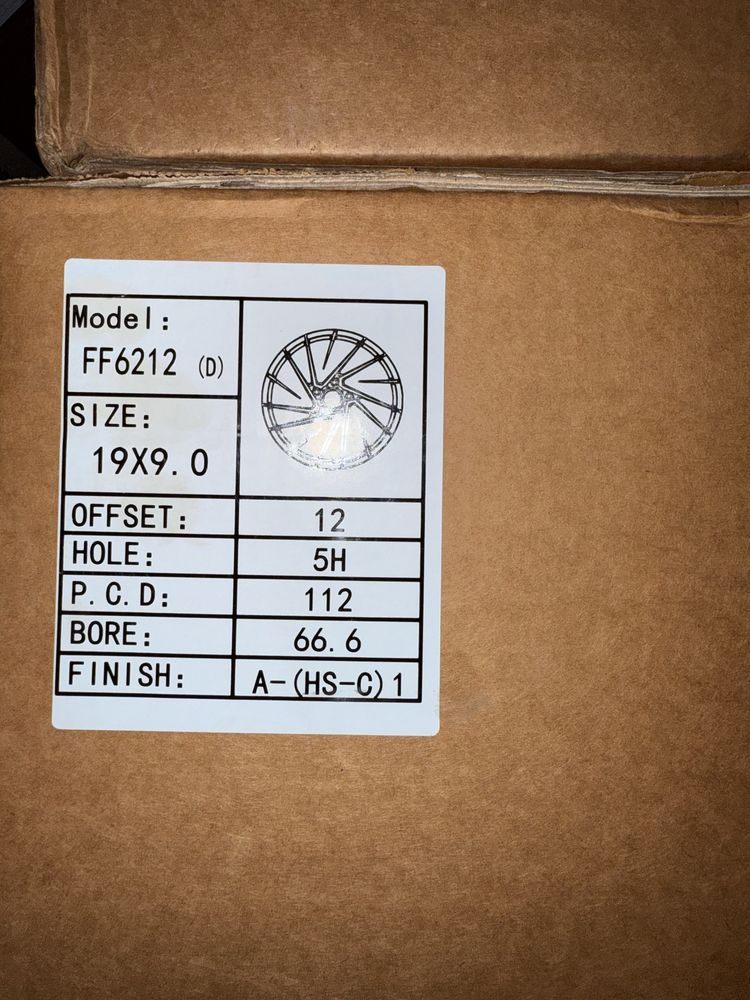 Model:
FF6212 (D)
SIZE:
19X9.0
OFFSET: 12
HOLE: 5H
P.C.D: 112
BORE: 66.6
FINISH: A-(HS-C)1